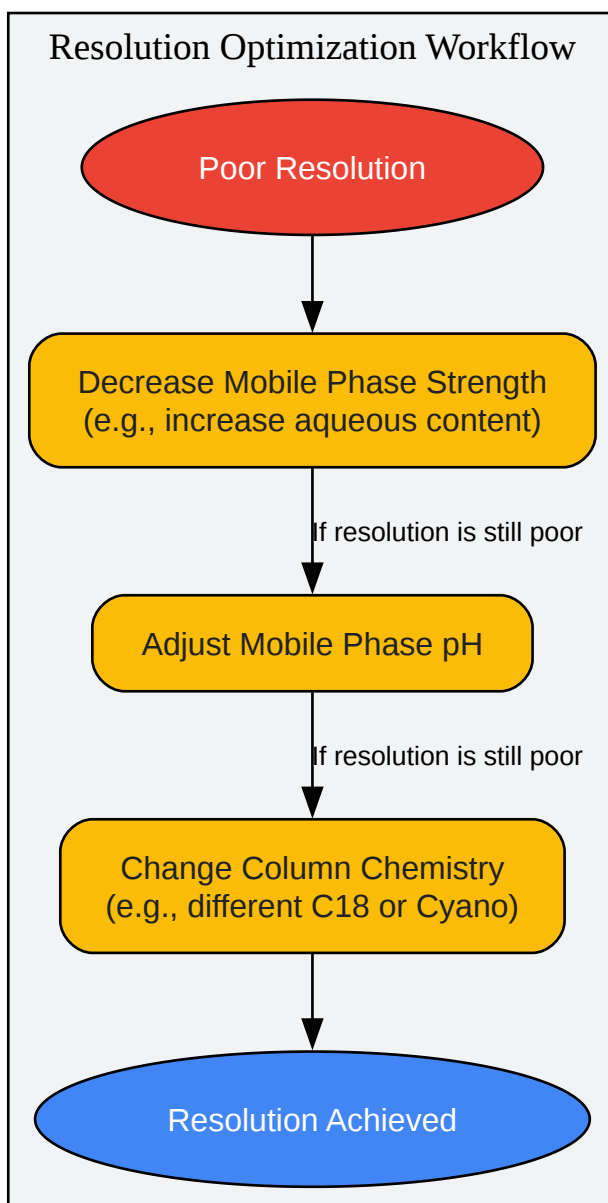 Resolution Optimization Workflow
Poor Resolution
Decrease Mobile Phase Strength
(e.g., increase aqueous content)
If resolution is still poor
Adjust Mobile Phase pH
If resolution is still poor
Change Column Chemistry
(e.g., different C18 or Cyano)
Resolution Achieved